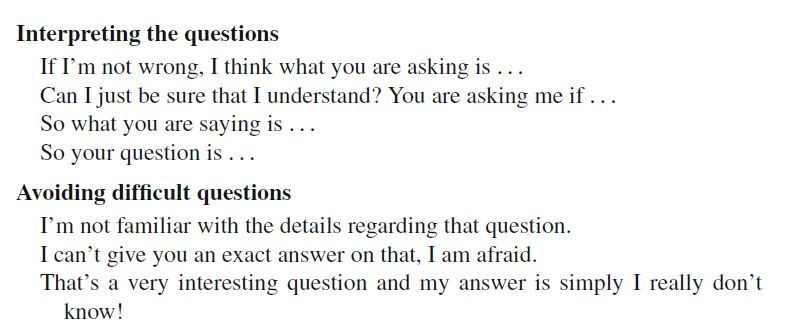 Interpreting the questions
If I’m not wrong, I think what you are asking is . . .
Can I just be sure that I understand? You are asking me if . . .
So what you are saying is . . .
So your question is . . .
Avoiding difficult questions
I’m not familiar with the details regarding that question.
I can’t give you an exact answer on that, I am afraid.
That’s a very interesting question and my answer is simply I really don’t
know!